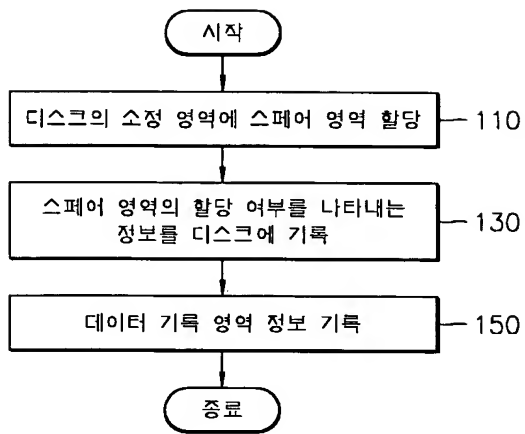 시작
디스크의 소정 영역에 스페어 영역 할당
110
스페어 영역의 할당 여부를 나타내는
정보를 디스크에 기록
130
데이터 기록 영역 정보 기록
150
종료